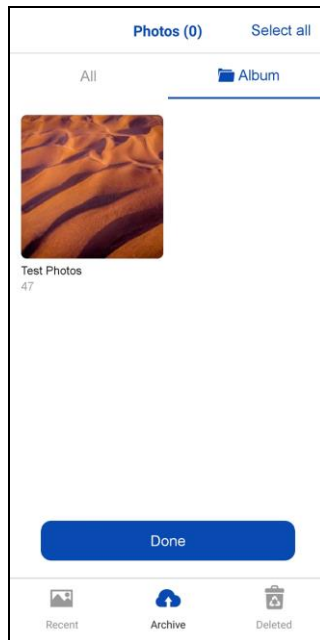 Photos (0) Select all
All Album
Test Photos
47
Done
Recent Archive Deleted